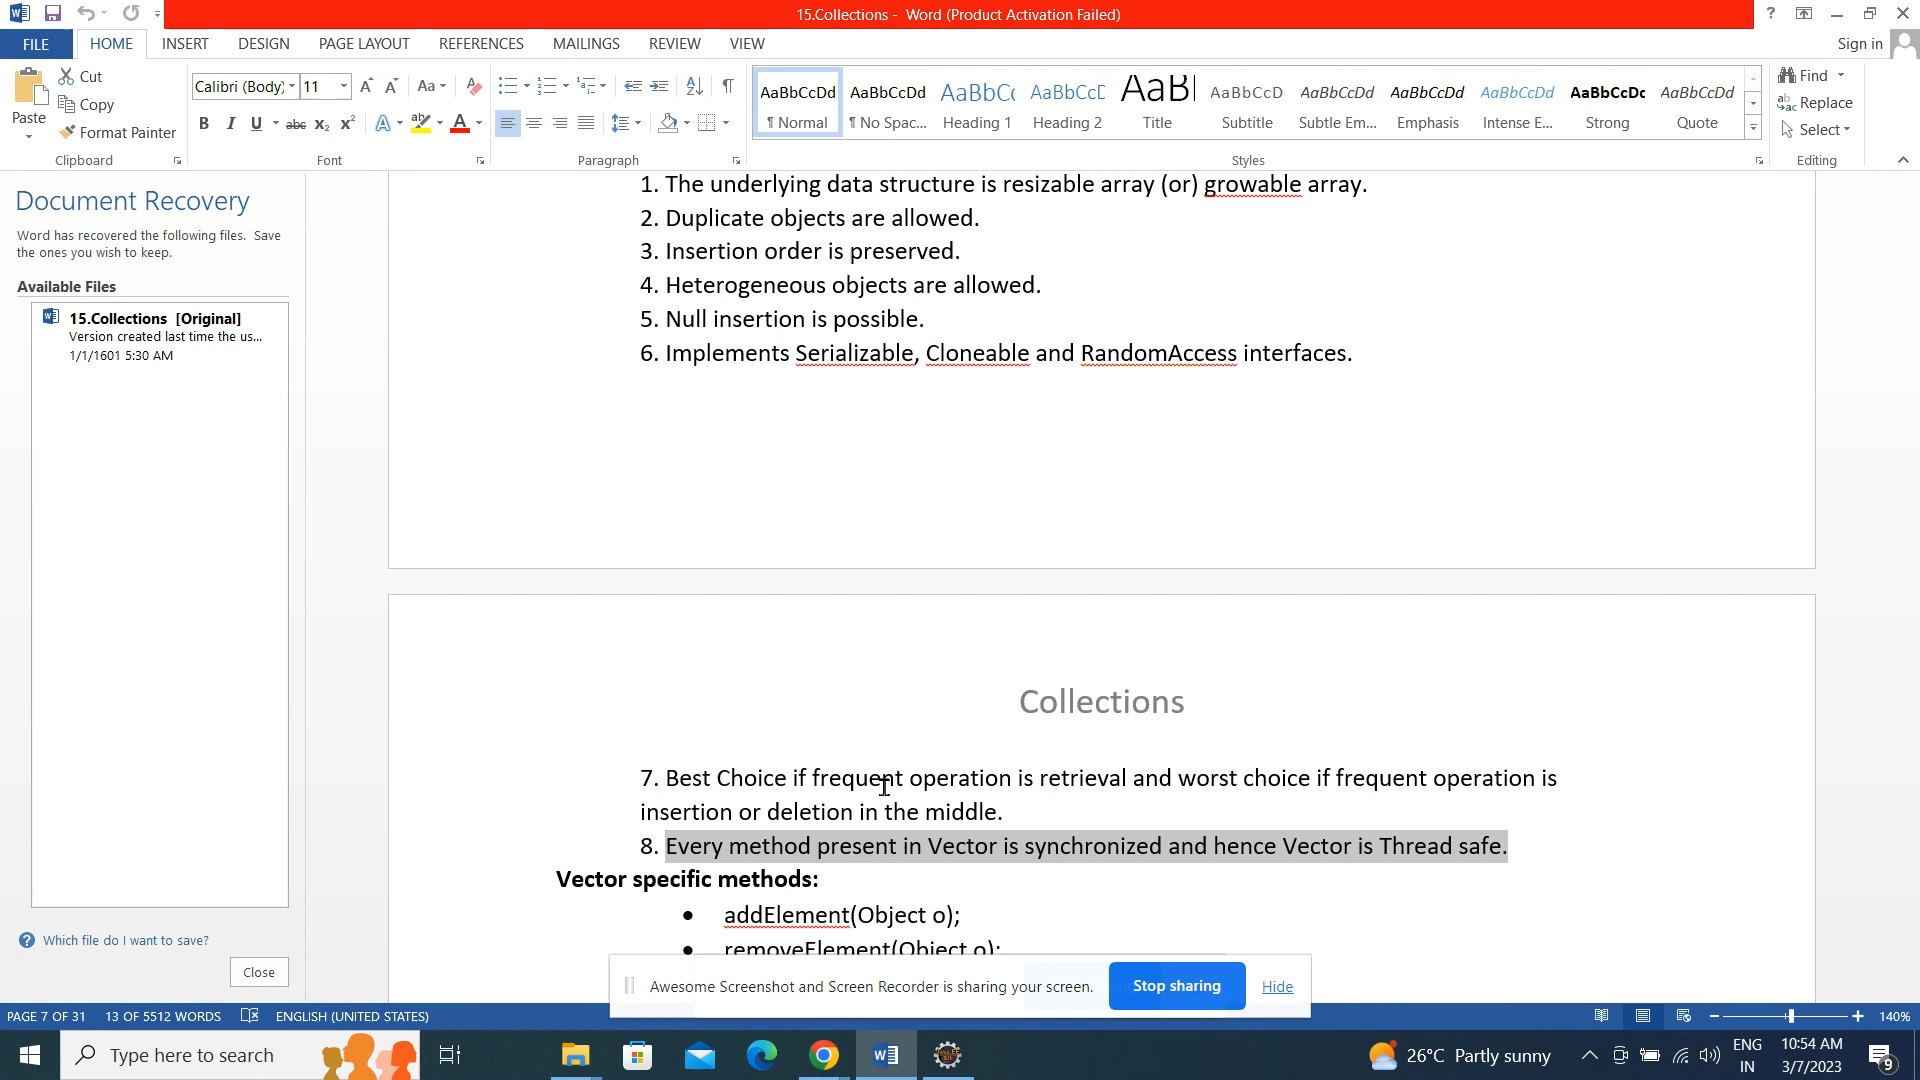 15.Collections - Word (Product Activation Failed)
FILE HOME INSERT DESIGN PAGE LAYOUT REFERENCES MAILINGS REVIEW VIEW Sign in
Cut
Copy
Format Painter
Paste
Clipboard
Calibri (Body) 11
Font
Paragraph
AaBbCcDd AaBbCcDd AaBbCc AaBbCcD AaBl AaBbCcD AaBbCcDd AaBbCcDd AaBbCcDd AaBbCcDc AaBbCcDd
¶ Normal ¶ No Spac... Heading 1 Heading 2 Title Subtitle Subtle Em... Emphasis Intense E... Strong Quote
Styles
Find
Replace
Select
Editing
Document Recovery
Word has recovered the following files. Save
the ones you wish to keep.
Available Files
15.Collections [Original]
Version created last time the us...
1/1/1601 5:30 AM
Which file do I want to save?
Close
1. The underlying data structure is resizable array (or) growable array.
2. Duplicate objects are allowed.
3. Insertion order is preserved.
4. Heterogeneous objects are allowed.
5. Null insertion is possible.
6. Implements Serializable, Cloneable and RandomAccess interfaces.
Collections
7. Best Choice if frequent operation is retrieval and worst choice if frequent operation is
insertion or deletion in the middle.
8. Every method present in Vector is synchronized and hence Vector is Thread safe.
Vector specific methods:
• addElement(Object o);
• removeElement(Object o);
Awesome Screenshot and Screen Recorder is sharing your screen. Stop sharing Hide
PAGE 7 OF 31 13 OF 5512 WORDS ENGLISH (UNITED STATES) 140%
Type here to search
26°C Partly sunny
ENG
IN
10:54 AM
3/7/2023
9